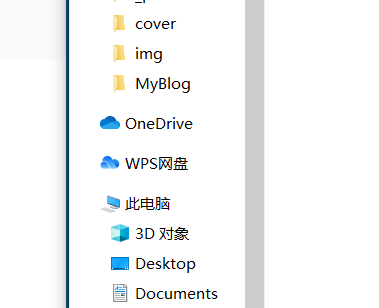 cover
img
MyBlog
OneDrive
WPS网盘
此电脑
3D 对象
Desktop
Documents